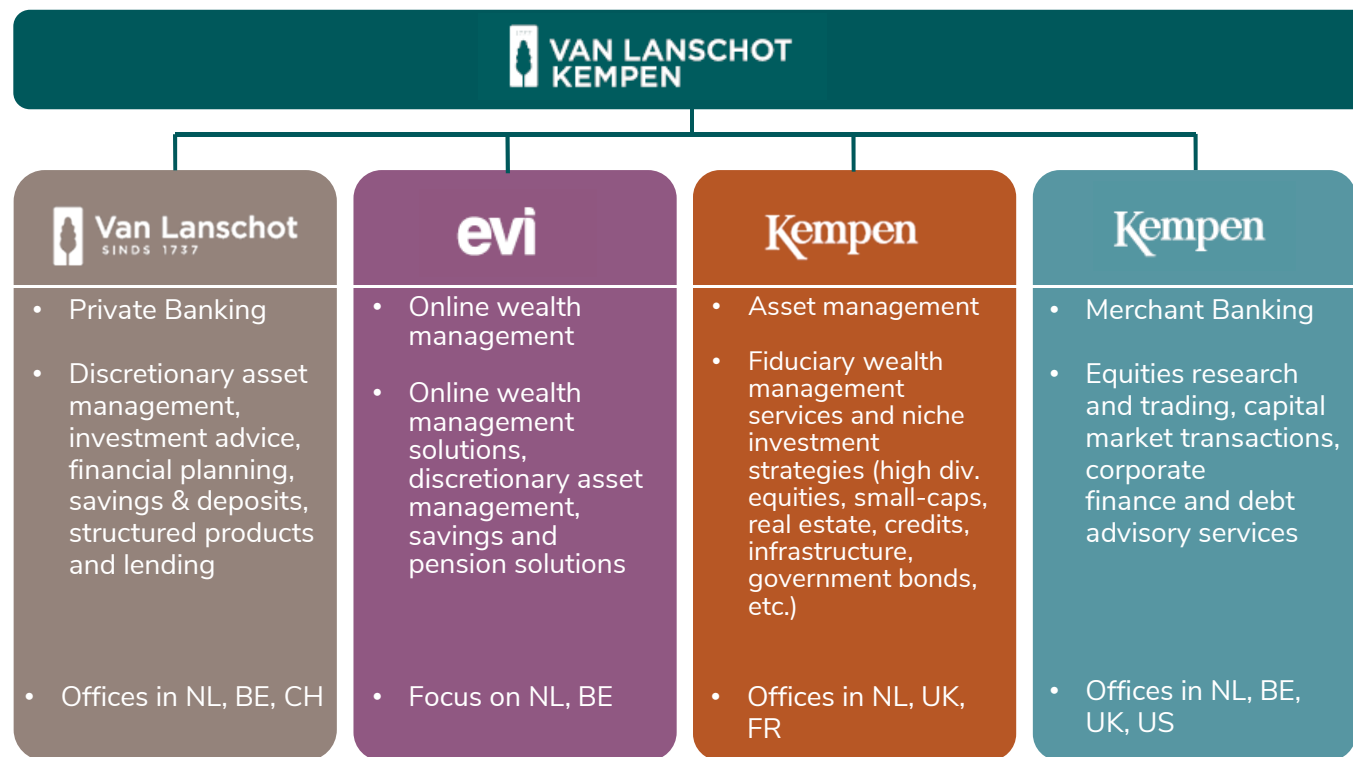 VAN LANSCHOT
KEMPEN
Van Lanschot
SINDS 1737
• Private Banking
• Discretionary asset
management,
investment advice,
financial planning,
savings & deposits,
structured products
and lending
• Offices in NL, BE, CH
evi
• Online wealth
management
• Online wealth
management
solutions,
discretionary asset
management,
savings and
pension solutions
• Focus on NL, BE
Kempen
• Asset management
• Fiduciary wealth
management
services and niche
investment
strategies (high div.
equities, small-caps,
real estate, credits,
infrastructure,
government bonds,
etc.)
• Offices in NL, UK,
FR
Kempen
• Merchant Banking
• Equities research
and trading, capital
market transactions,
corporate
finance and debt
advisory services
• Offices in NL, BE,
UK, US